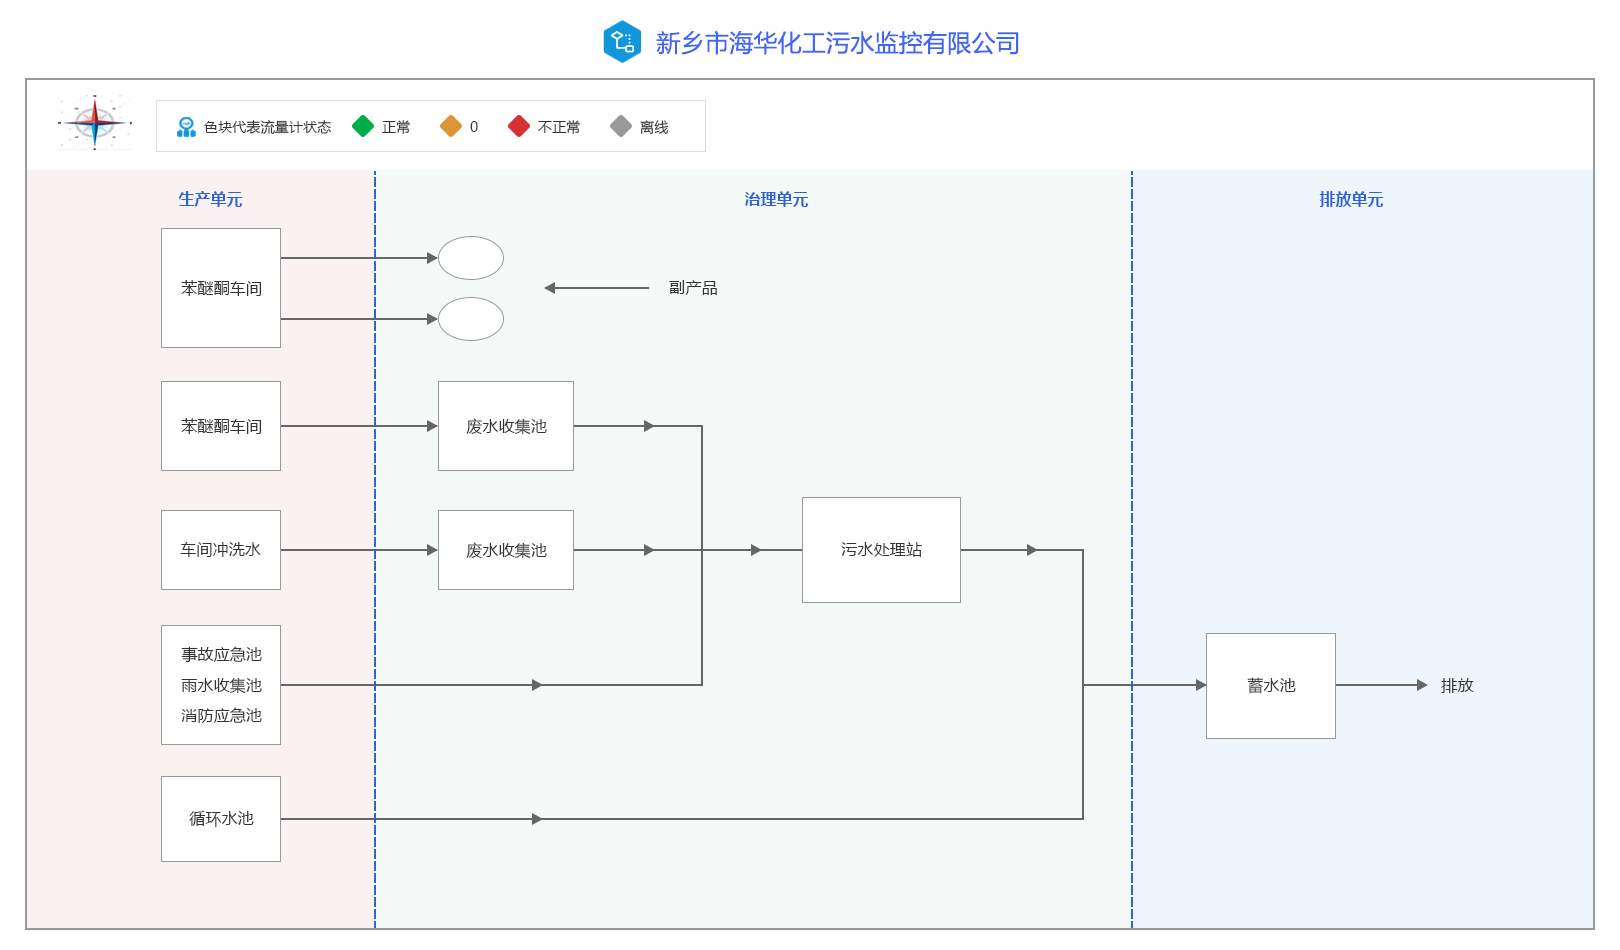 新乡市海华化工污水监控有限公司
色块代表流量计状态 正常 0 不正常 离线
生产单元
治理单元
排放单元
苯醚酮车间
副产品
苯醚酮车间
废水收集池
车间冲洗水
废水收集池
污水处理站
事故应急池
雨水收集池
消防应急池
蓄水池
排放
循环水池